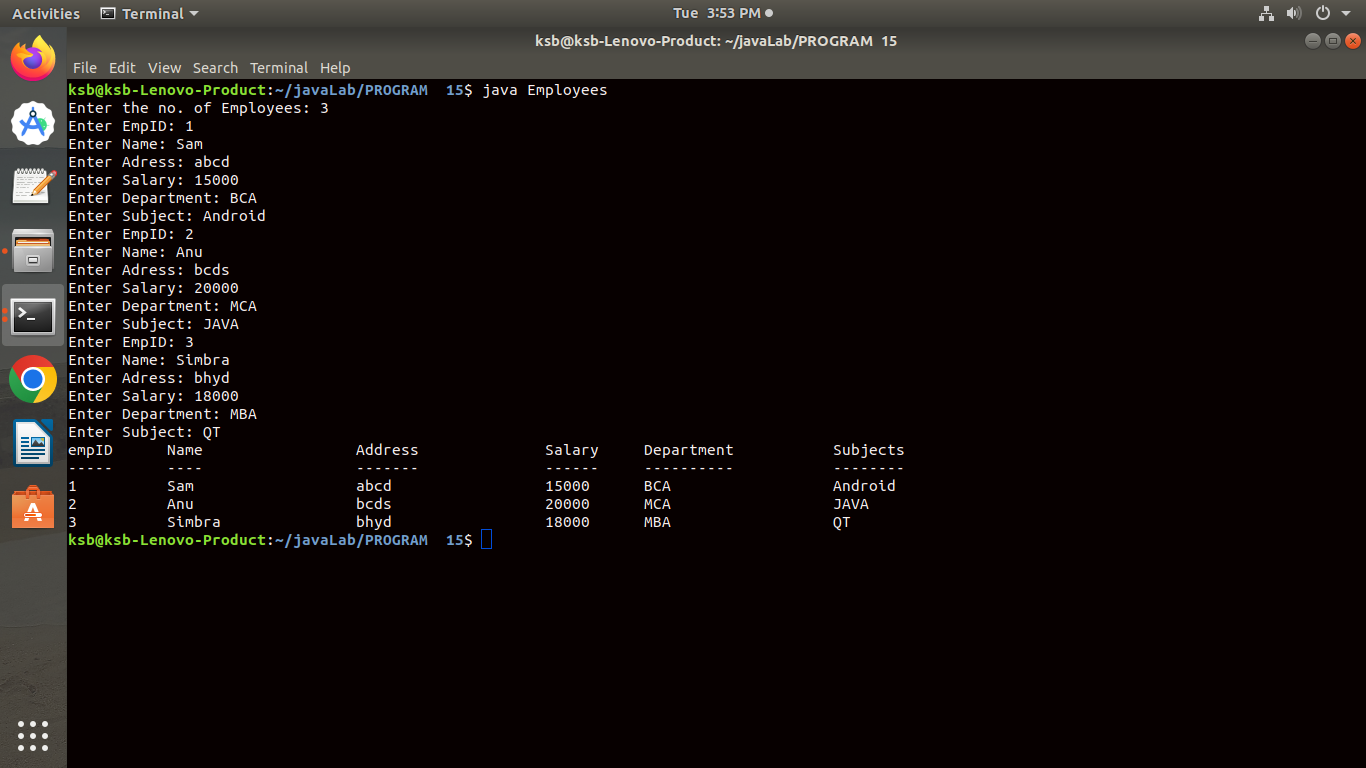 Activities Terminal Tue 3:53 PM
ksb@ksb-Lenovo-Product: ~/javaLab/PROGRAM 15
File Edit View Search Terminal Help
ksb@ksb-Lenovo-Product:~/javaLab/PROGRAM  15$ java Employees
Enter the no. of Employees: 3
Enter EmpID: 1
Enter Name: Sam
Enter Adress: abcd
Enter Salary: 15000
Enter Department: BCA
Enter Subject: Android
Enter EmpID: 2
Enter Name: Anu
Enter Adress: bcds
Enter Salary: 20000
Enter Department: MCA
Enter Subject: JAVA
Enter EmpID: 3
Enter Name: Simbra
Enter Adress: bhyd
Enter Salary: 18000
Enter Department: MBA
Enter Subject: QT
empID      Name                 Address              Salary     Department           Subjects
-----      ----                 -------              ------     ----------           --------
1          Sam                  abcd                 15000      BCA                  Android
2          Anu                  bcds                 20000      MCA                  JAVA
3          Simbra               bhyd                 18000      MBA                  QT
ksb@ksb-Lenovo-Product:~/javaLab/PROGRAM  15$